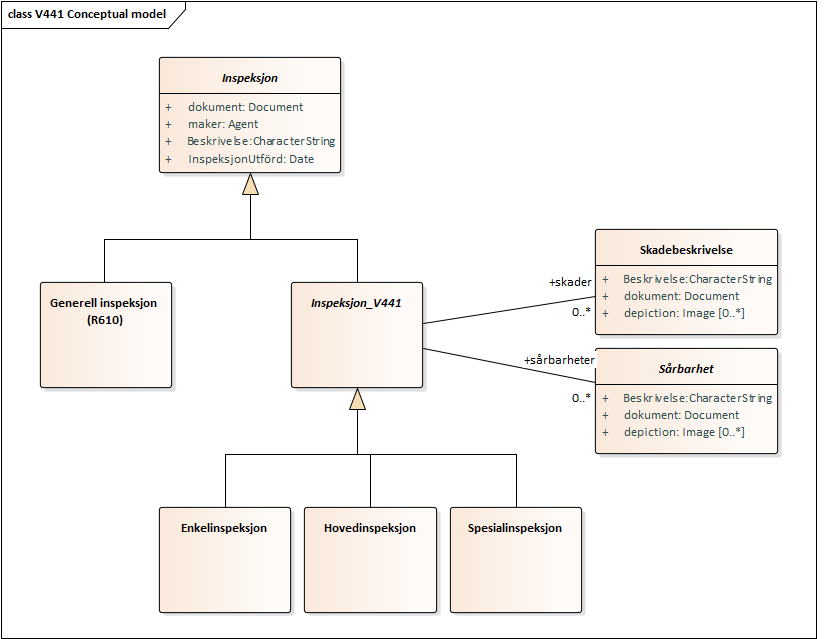 class V441 Conceptual model
Inspeksjon
+ dokument: Document
+ maker: Agent
+ Beskrivelse:CharacterString
+ InspeksjonUtförd: Date
Generell inspeksjon
(R610)
Inspeksjon_V441
+skader
0..*
Skadebeskrivelse
+ Beskrivelse:CharacterString
+ dokument: Document
+ depiction: Image [0..*]
+sårbarheter
0..*
Sårbarhet
+ Beskrivelse:CharacterString
+ dokument: Document
+ depiction: Image [0..*]
Enkelinspeksjon
Hovedinspeksjon
Spesialinspeksjon